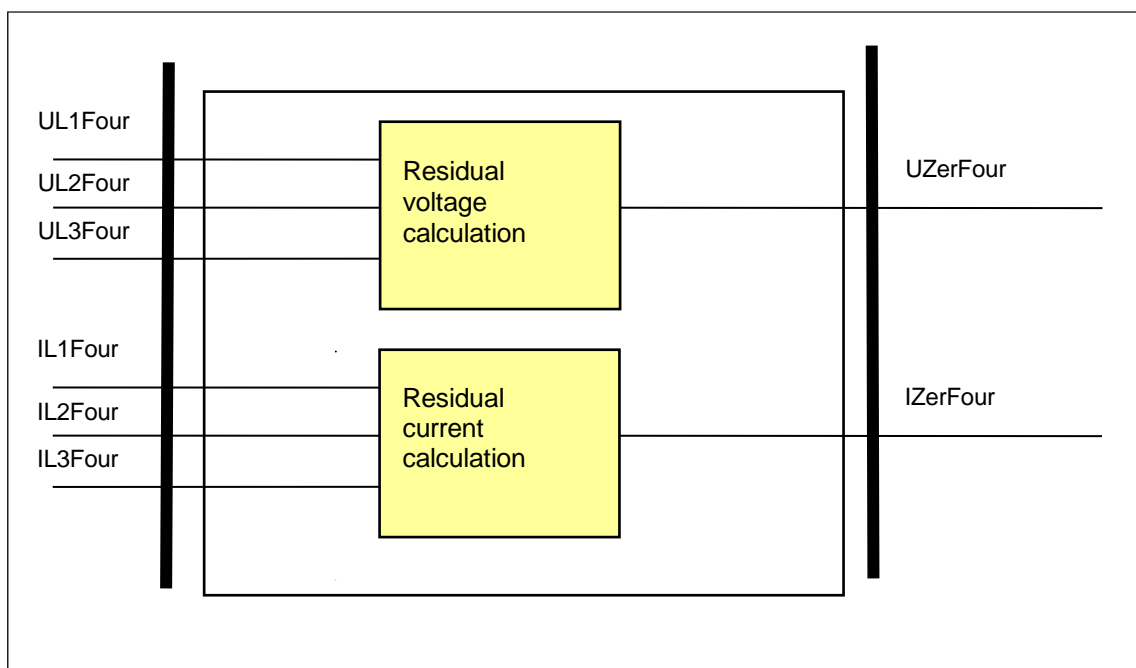 UL1Four
UL2Four
UL3Four
Residual
voltage
calculation
UZerFour
IL1Four
IL2Four
IL3Four
Residual
current
calculation
IZerFour